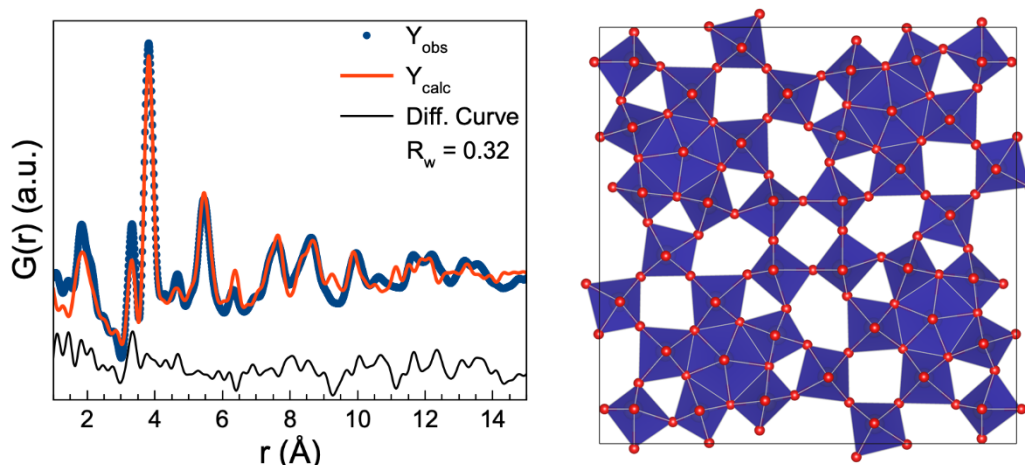 Y_obs
Y_calc
Diff. Curve
R_w = 0.32
G(r) (a.u.)
2 4 6 8 10 12 14
r (Å)